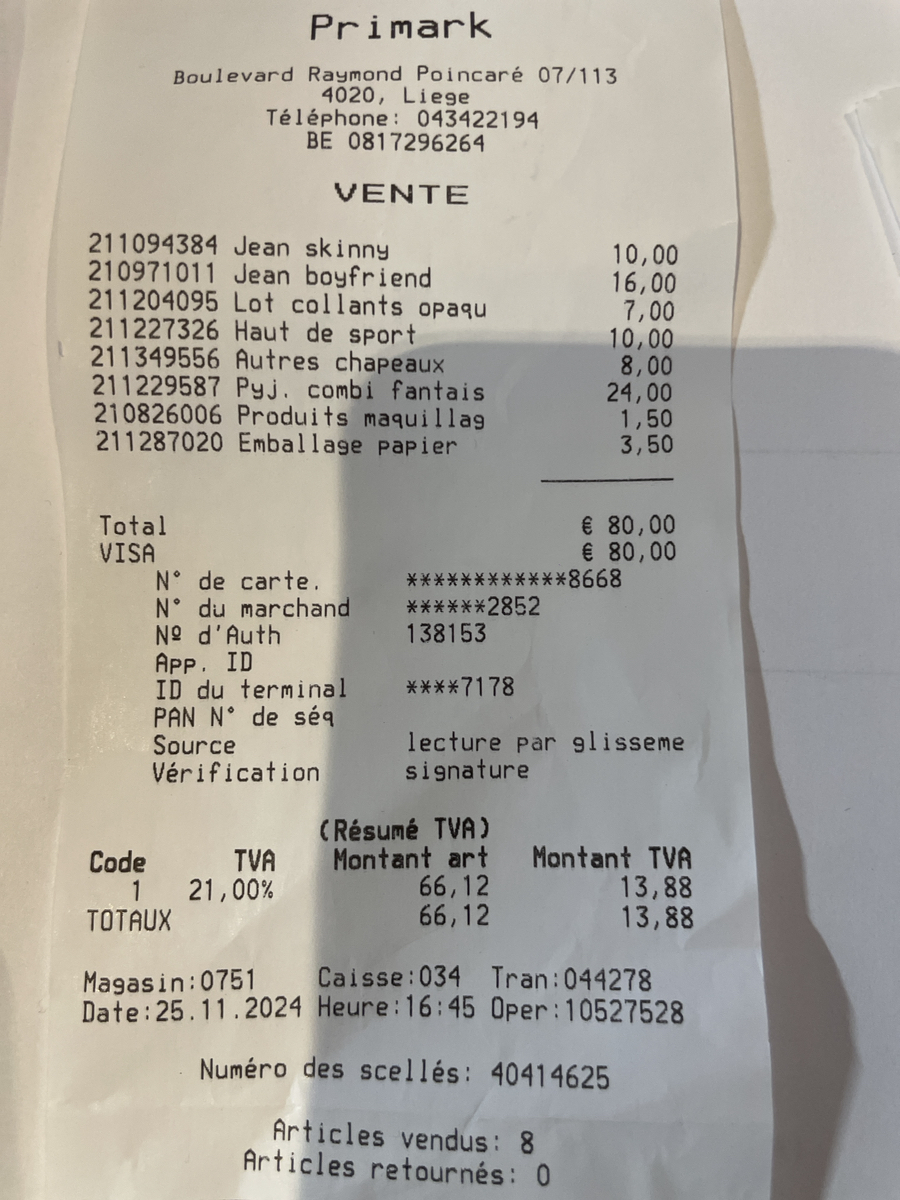 Primark
Boulevard Raymond Poincaré 07/113
4020, Liege
Téléphone: 043422194
BE 0817296264
VENTE
211094384 Jean skinny 10,00
210971011 Jean boyfriend 16,00
211204095 Lot collants opaqu 7,00
211227326 Haut de sport 10,00
211349556 Autres chapeaux 8,00
211229587 Pyj. combi fantais 24,00
210826006 Produits maquillag 1,50
211287020 Emballage papier 3,50
Total € 80,00
VISA € 80,00
N° de carte. ************8668
N° du marchand ******2852
Nº d'Auth 138153
App. ID
ID du terminal ****7178
PAN N° de séq
Source lecture par glisseme
Vérification signature
(Résumé TVA)
Code TVA Montant art Montant TVA
1 21,00% 66,12 13,88
TOTAUX 66,12 13,88
Magasin:0751 Caisse:034 Tran:044278
Date:25.11.2024 Heure:16:45 Oper:10527528
Numéro des scellés: 40414625
Articles vendus: 8
Articles retournés: 0